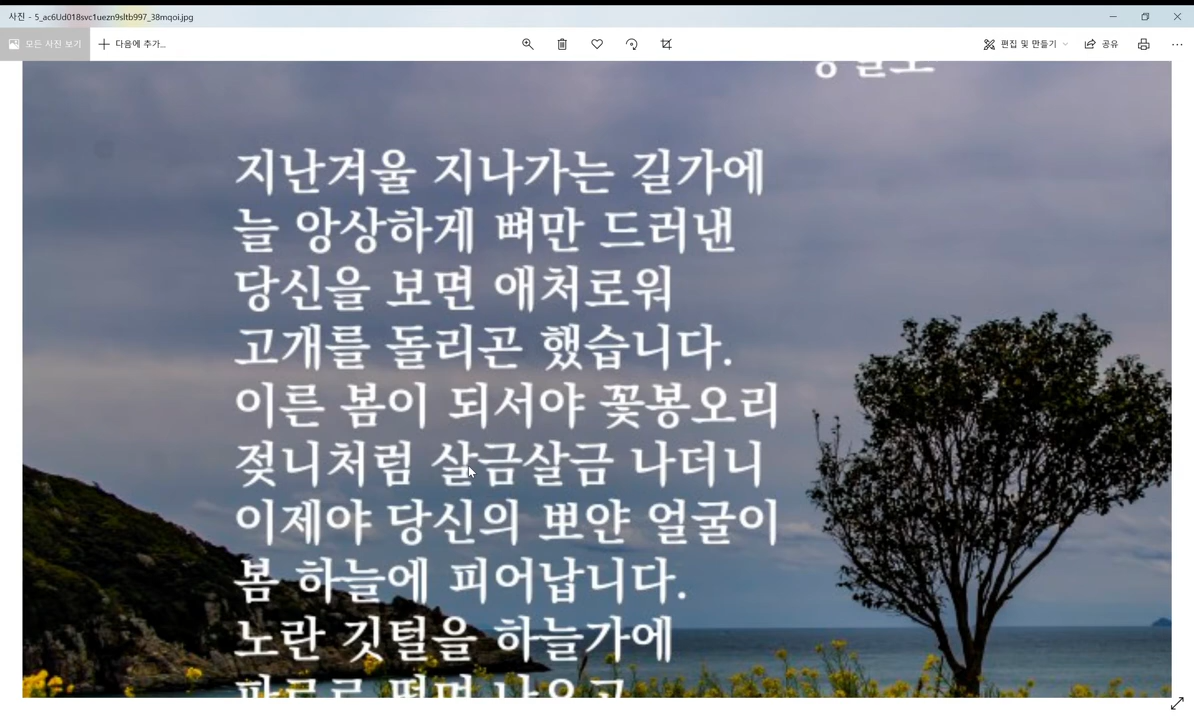 사진 - 5_ac6Ud018svc1uezn9sltb997_38mqoi.jpg
모든 사진 보기
다음에 추가...
편집 및 만들기
공유
지난겨울 지나가는 길가에
늘 앙상하게 뼈만 드러낸
당신을 보면 애처로워
고개를 돌리곤 했습니다.
이른 봄이 되서야 꽃봉오리
젖니처럼 살금살금 나더니
이제야 당신의 뽀얀 얼굴이
봄 하늘에 피어납니다.
노란 깃털을 하늘가에